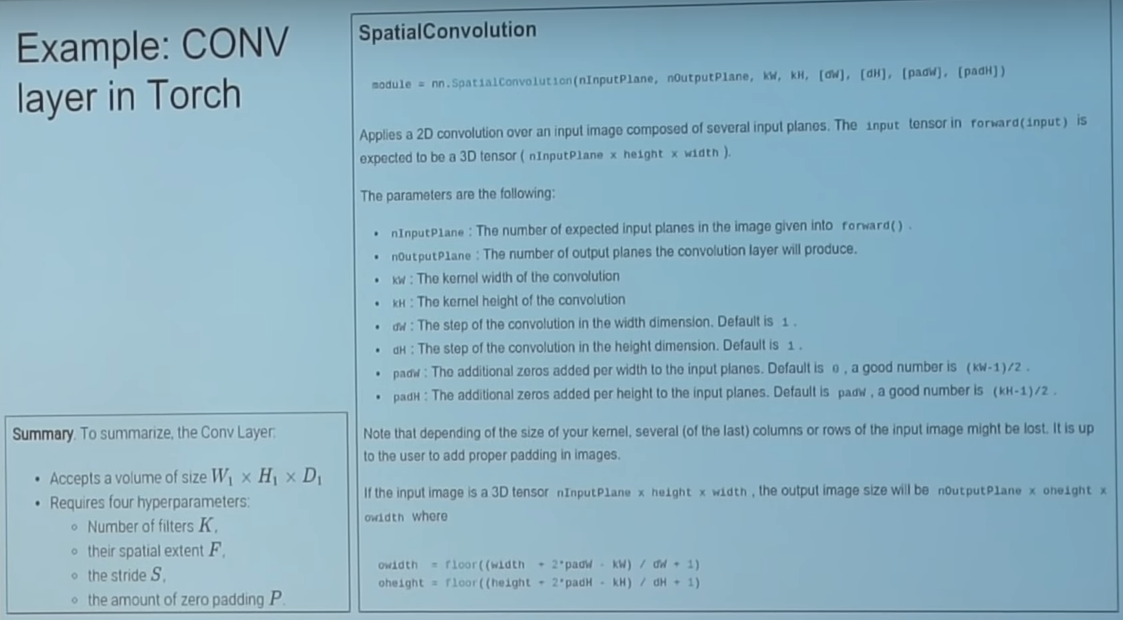 Example: CONV
layer in Torch
SpatialConvolution
module = nn.SpatialConvolution(nInputPlane, nOutputPlane, kW, kH, [dW], [dH], [padW], [padH])
Applies a 2D convolution over an input image composed of several input planes. The input tensor in forward(input) is
expected to be a 3D tensor ( nInputPlane x height x width ).
The parameters are the following:
• nInputPlane : The number of expected input planes in the image given into forward() .
• nOutputPlane : The number of output planes the convolution layer will produce.
• kW : The kernel width of the convolution
• kH : The kernel height of the convolution
• dW : The step of the convolution in the width dimension. Default is 1 .
• dH : The step of the convolution in the height dimension. Default is 1 .
• padW : The additional zeros added per width to the input planes. Default is 0 , a good number is (kW-1)/2 .
• padH : The additional zeros added per height to the input planes. Default is padW , a good number is (kH-1)/2 .
Note that depending of the size of your kernel, several (of the last) columns or rows of the input image might be lost. It is up
to the user to add proper padding in images.
If the input image is a 3D tensor nInputPlane x height x width , the output image size will be nOutputPlane x oheight x
owidth where
owidth = floor((width + 2*padW - kW) / dW + 1)
oheight = floor((height + 2*padH - kH) / dH + 1)
Summary. To summarize, the Conv Layer:
• Accepts a volume of size W₁ × H₁ × D₁
• Requires four hyperparameters:
◦ Number of filters K,
◦ their spatial extent F,
◦ the stride S,
◦ the amount of zero padding P.